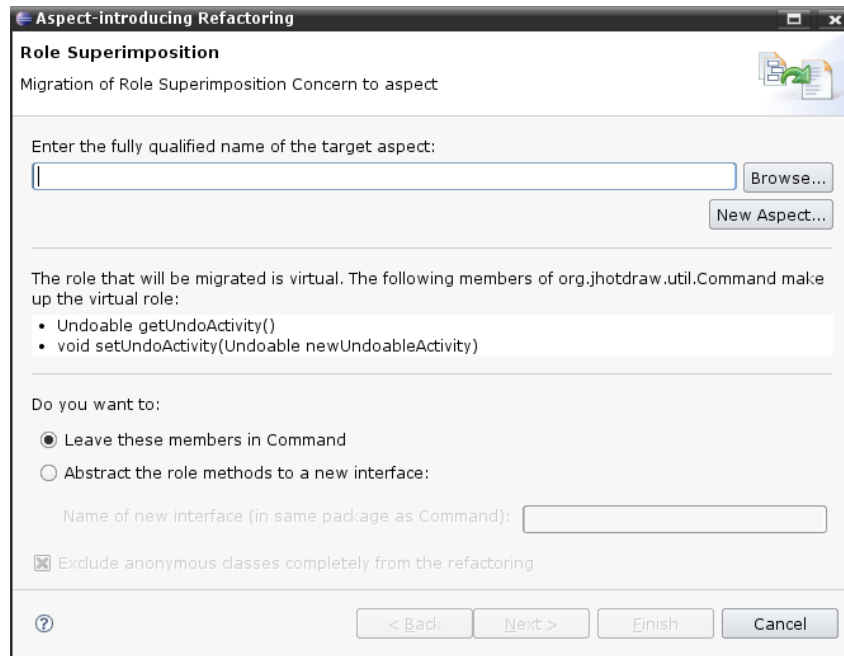 Aspect-introducing Refactoring
Role Superimposition
Migration of Role Superimposition Concern to aspect
Enter the fully qualified name of the target aspect:
Browse...
New Aspect...
The role that will be migrated is virtual. The following members of org.jhotdraw.util.Command make
up the virtual role:
• Undoable getUndoActivity()
• void setUndoActivity(Undoable newUndoableActivity)
Do you want to:
Leave these members in Command
Abstract the role methods to a new interface:
Name of new interface (in same package as Command):
Exclude anonymous classes completely from the refactoring
< Back Next > Finish Cancel